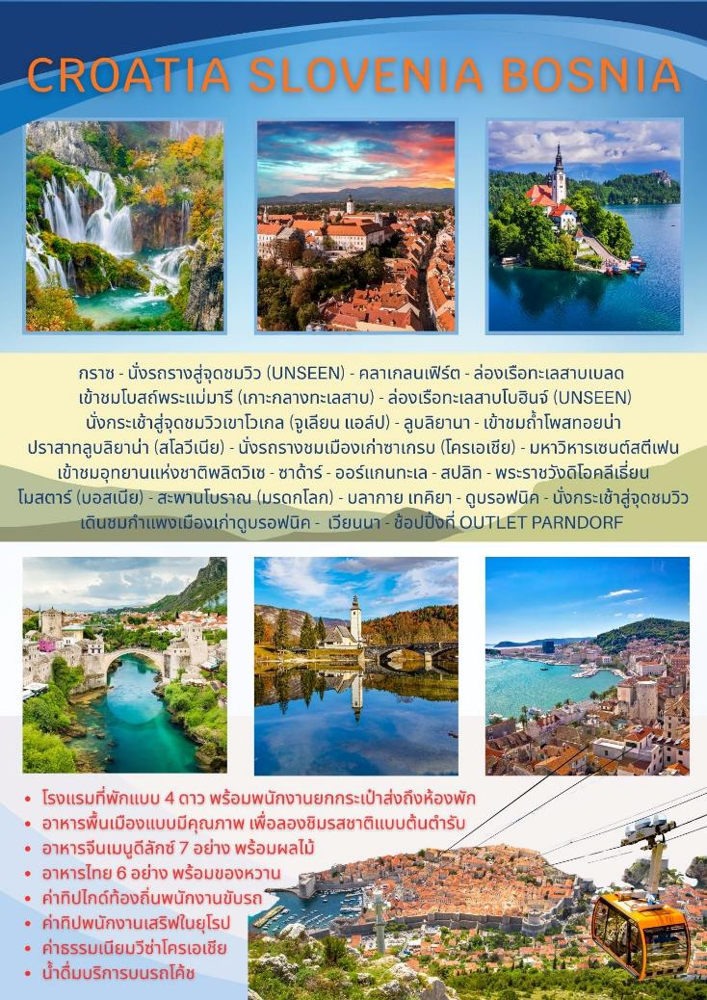 CROATIA SLOVENIA BOSNIA
กราซ - นั่งรถรางสู่จุดชมวิว (UNSEEN) - คลาเกลนเฟิร์ต - ล่องเรือทะเลสาบเบลด
เข้าชมโบสถ์พระแม่มารี (เกาะกลางทะเลสาบ) - ล่องเรือทะเลสาบโบฮินจ์ (UNSEEN)
นั่งกระเช้าสู่จุดชมวิวเขาโวเกล (จูเลียน แอล์ป) - ลูบลิยานา - เข้าชมถ้ำโพสทอยน่า
ปราสาทลูบลิยาน่า (สโลวีเนีย) - นั่งรถรางชมเมืองเก่าซาเกรบ (โครเอเชีย) - มหาวิหารเซนต์สตีเฟน
เข้าชมอุทยานแห่งชาติพลิตวิเซ - ซาด้าร์ - ออร์แกนทะเล - สปลิท - พระราชวังดิโอคลีเธี่ยน
โมสตาร์ (บอสเนีย) - สะพานโบราณ (มรดกโลก) - บลากาย เทคิยา - ดูบรอฟนิค - นั่งกระเช้าสู่จุดชมวิว
เดินชมกำแพงเมืองเก่าดูบรอฟนิค - เวียนนา - ช้อปปิ้งที่ OUTLET PARNDORF
• โรงแรมที่พักแบบ 4 ดาว พร้อมพนักงานยกกระเป๋าส่งถึงห้องพัก
• อาหารพื้นเมืองแบบมีคุณภาพ เพื่อลองชิมรสชาติแบบต้นตำรับ
• อาหารจีนเมนูดีลักซ์ 7 อย่าง พร้อมผลไม้
• อาหารไทย 6 อย่าง พร้อมของหวาน
• ค่าทิปไกด์ท้องถิ่นพนักงานขับรถ
• ค่าทิปพนักงานเสริฟในยุโรป
• ค่าธรรมเนียมวีซ่าโครเอเชีย
• น้ำดื่มบริการบนรถโค้ช